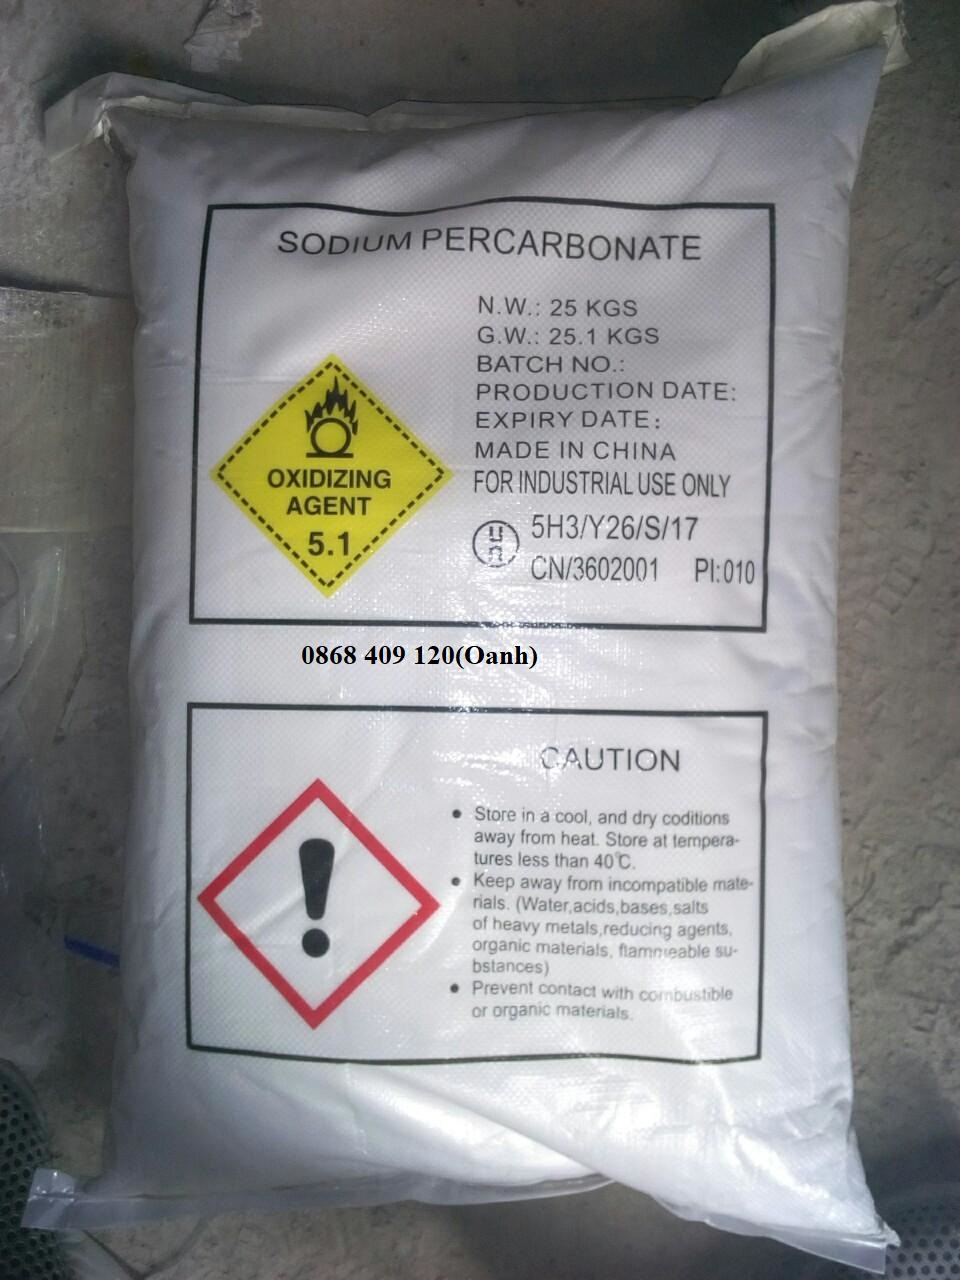 SODIUM PERCARBONATE
N.W.: 25 KGS
G.W.: 25.1 KGS
BATCH NO.:
PRODUCTION DATE:
EXPIRY DATE:
MADE IN CHINA
FOR INDUSTRIAL USE ONLY
OXIDIZING
AGENT
5.1
un
5H3/Y26/S/17
CN/3602001 PI:010
0868 409 120(Oanh)
CAUTION
• Store in a cool, and dry coditions
away from heat. Store at tempera-
tures less than 40°C.
• Keep away from incompatible mate-
rials. (Water,acids,bases,salts
of heavy metals,reducing agents,
organic materials, flammeable su-
bstances)
• Prevent contact with combustible
or organic materials.